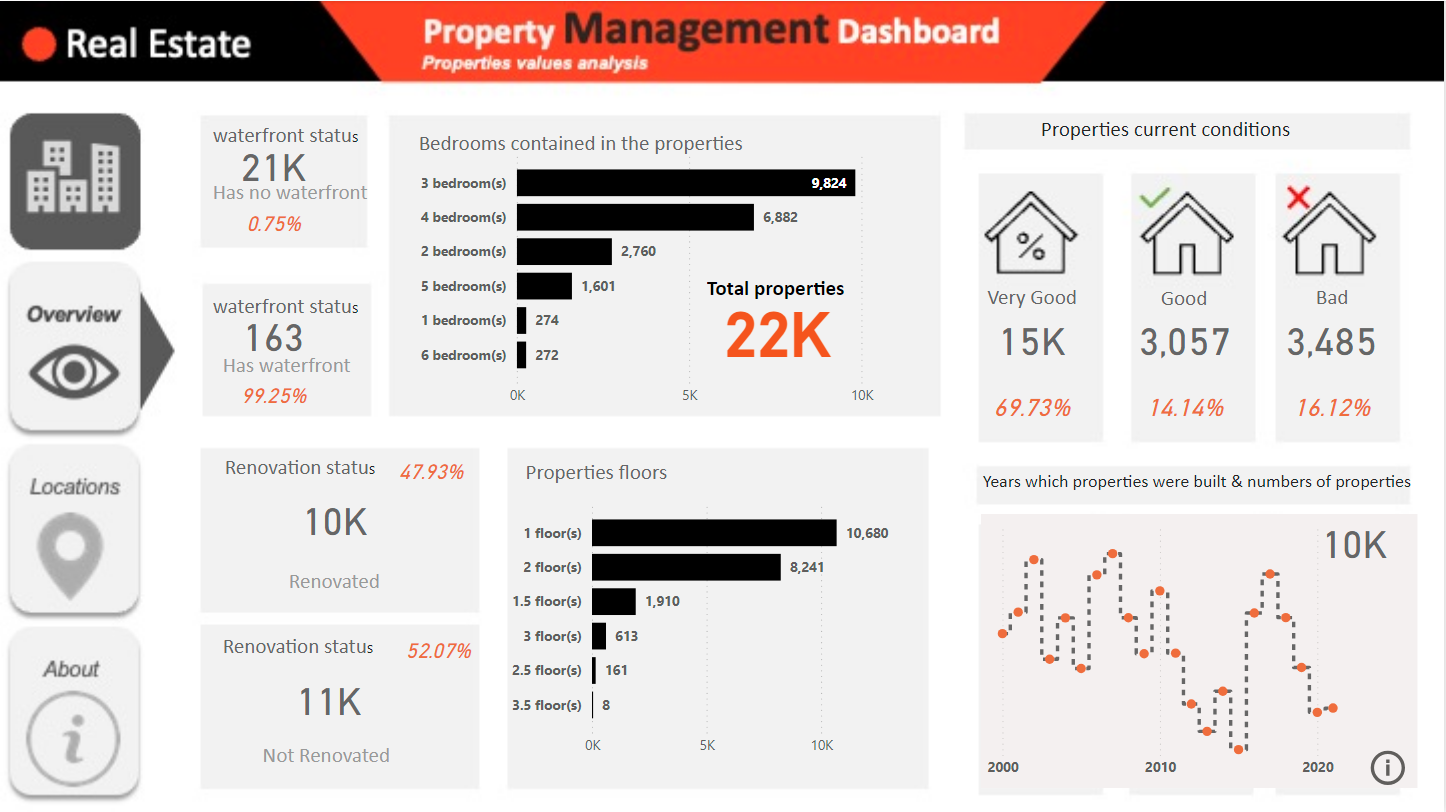 Real Estate
Property Management Dashboard
Properties values analysis
Overview
Locations
About
waterfront status
21K
Has no waterfront
0.75%
waterfront status
163
Has waterfront
99.25%
Bedrooms contained in the properties
3 bedroom(s) 9,824
4 bedroom(s) 6,882
2 bedroom(s) 2,760
5 bedroom(s) 1,601
1 bedroom(s) 274
6 bedroom(s) 272
0K 5K 10K
Total properties
22K
Properties current conditions
%
Very Good
15K
69.73%
Good
3,057
14.14%
Bad
3,485
16.12%
Renovation status 47.93%
10K
Renovated
Renovation status 52.07%
11K
Not Renovated
Properties floors
1 floor(s) 10,680
2 floor(s) 8,241
1.5 floor(s) 1,910
3 floor(s) 613
2.5 floor(s) 161
3.5 floor(s) 8
0K 5K 10K
Years which properties were built & numbers of properties
10K
2000 2010 2020